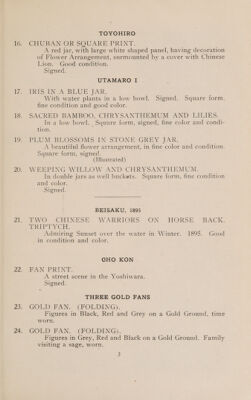 TOYOHIRO
16. CHUBAN OR SQUARE PRINT.
A red jar, with large white shaped panel, having decoration
of Flower Arrangement, surmounted by a cover with Chinese
Lion. Good condition.
Signed.
UTAMARO I
17. IRIS IN A BLUE JAR.
With water plants in a low bowl. Signed. Square form.
fine condition and good color.
18. SACRED BAMBOO, CHRYSANTHEMUM AND LILIES.
In a low bowl. Square form, signed, fine color and condi-
tion.
19. PLUM BLOSSOMS IN STONE GREY JAR.
A beautiful flower arrangement, in fine color and condition.
Square form, signed.
(Illustrated)
20. WEEPING WILLOW AND CHRYSANTHEMUM.
In double jars as well buckets. Square form, fine condition
and color.
Signed.
BEISAKU, 1895
21. TWO CHINESE WARRIORS ON HORSE BACK.
TRIPTYCH.
Admiring Sunset over the water in Winter. 1895. Good
in condition and color.
OHO KON
22. FAN PRINT.
A street scene in the Yoshiwara.
Signed.
THREE GOLD FANS
23. GOLD FAN. (FOLDING).
Figures in Black, Red and Grey on a Gold Ground, time
worn.
24. GOLD FAN. (FOLDING).
Figures in Grey, Red and Black on a Gold Ground. Family
visiting a sage, worn.
3